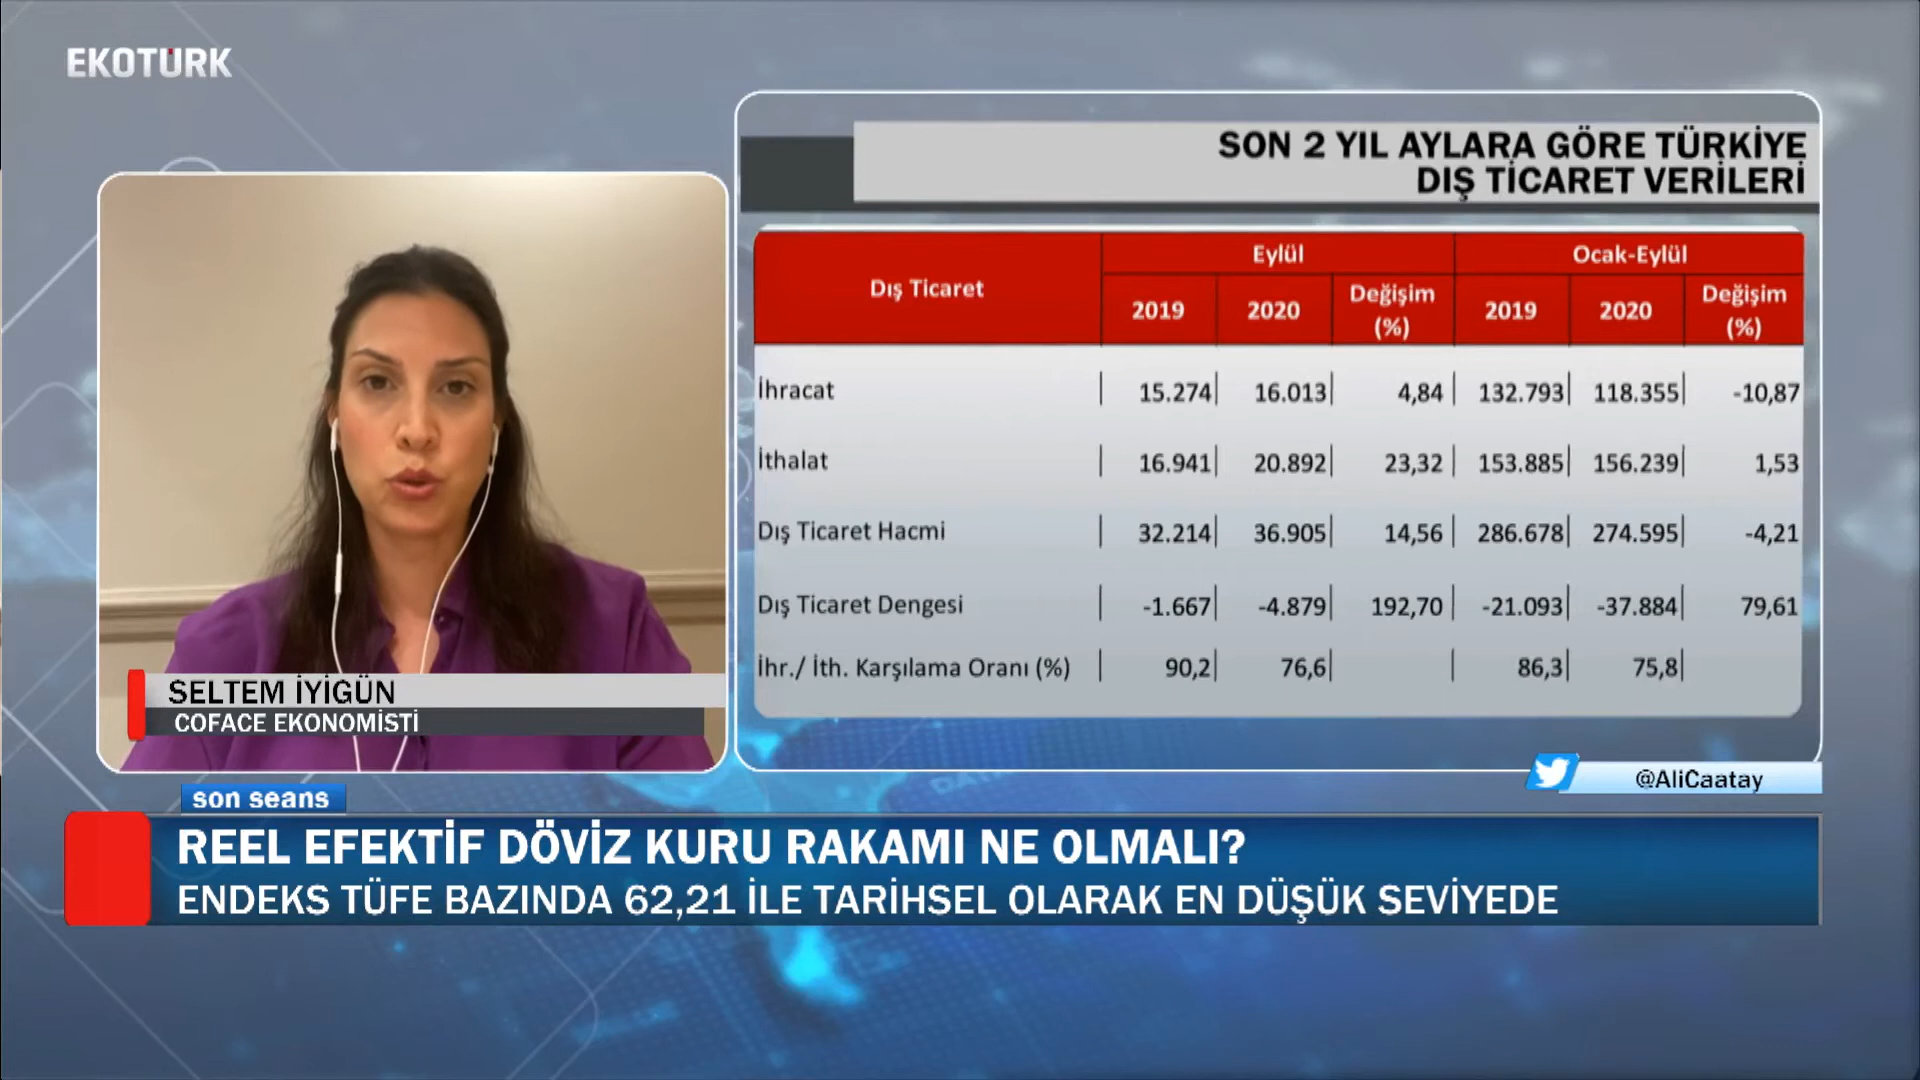 EKOTÜRK
SON 2 YIL AYLARA GÖRE TÜRKİYE
DIŞ TİCARET VERİLERİ
Dış Ticaret Eylül Ocak-Eylül
2019 2020 Değişim (%) 2019 2020 Değişim (%)
İhracat 15.274 16.013 4,84 132.793 118.355 -10,87
İthalat 16.941 20.892 23,32 153.885 156.239 1,53
Dış Ticaret Hacmi 32.214 36.905 14,56 286.678 274.595 -4,21
Dış Ticaret Dengesi -1.667 -4.879 192,70 -21.093 -37.884 79,61
İhr./ İth. Karşılama Oranı (%) 90,2 76,6 86,3 75,8
SELTEM İYİGÜN
COFACE EKONOMİSTİ
@AliCaatay
son seans
REEL EFEKTİF DÖVİZ KURU RAKAMI NE OLMALI?
ENDEKS TÜFE BAZINDA 62,21 İLE TARİHSEL OLARAK EN DÜŞÜK SEVİYEDE